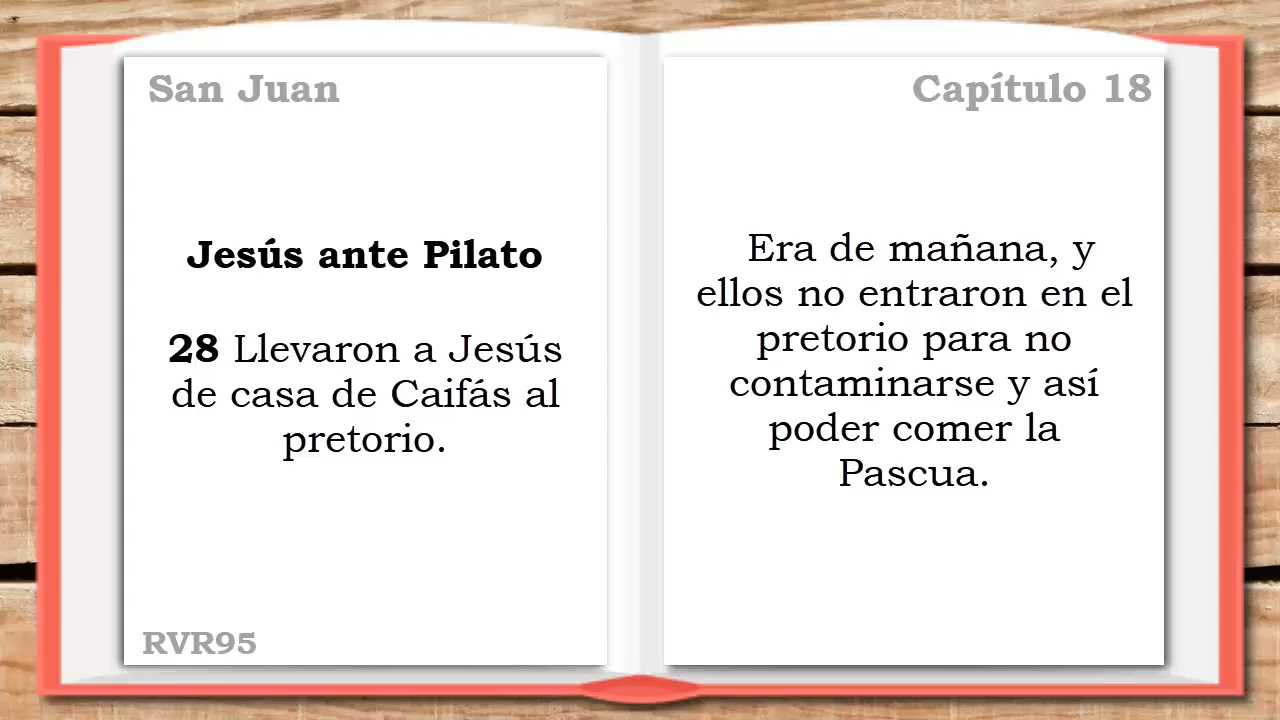 San Juan
Jesús ante Pilato
28 Llevaron a Jesús
de casa de Caifás al
pretorio.
RVR95
Capítulo 18
Era de mañana, y
ellos no entraron en el
pretorio para no
contaminarse y así
poder comer la
Pascua.